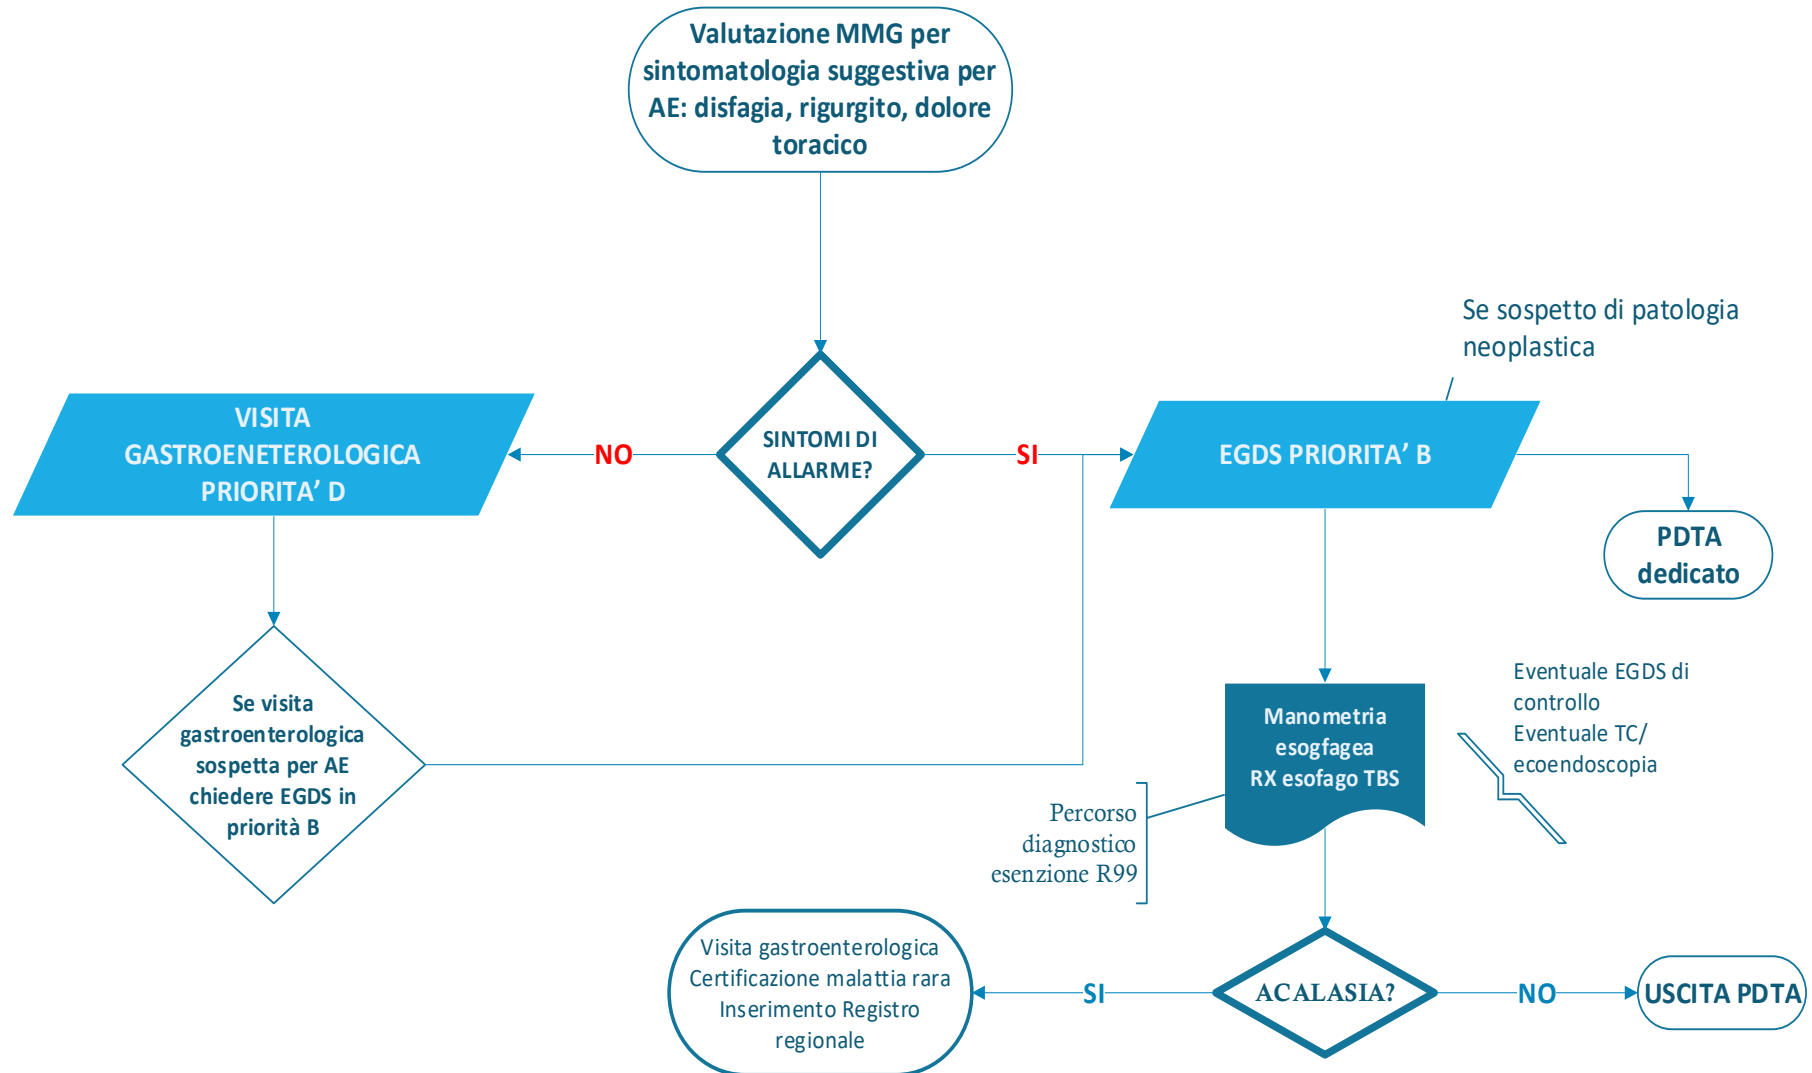 Valutazione MMG per
sintomatologia suggestiva per
AE: disfagia, rigurgito, dolore
toracico
Se sospetto di patologia
neoplastica
VISITA
GASTROENETEROLOGICA
PRIORITA’ D
NO
SINTOMI DI
ALLARME?
SI
EGDS PRIORITA’ B
PDTA
dedicato
Se visita
gastroenterologica
sospetta per AE
chiedere EGDS in
priorità B
Manometria
esogfagea
RX esofago TBS
Eventuale EGDS di
controllo
Eventuale TC/
ecoendoscopia
Percorso
diagnostico
esenzione R99
Visita gastroenterologica
Certificazione malattia rara
Inserimento Registro
regionale
SI
ACALASIA?
NO
USCITA PDTA